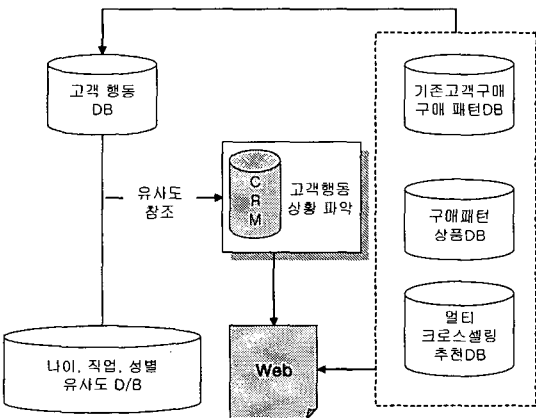 고객 행동
DB
기존고객구매
구매 패턴DB
유사도
참조
C
R
M
고객행동
상황 파악
구매패턴
상품DB
멀티
크로스셀링
추천DB
나이, 직업, 성별
유사도 D/B
Web